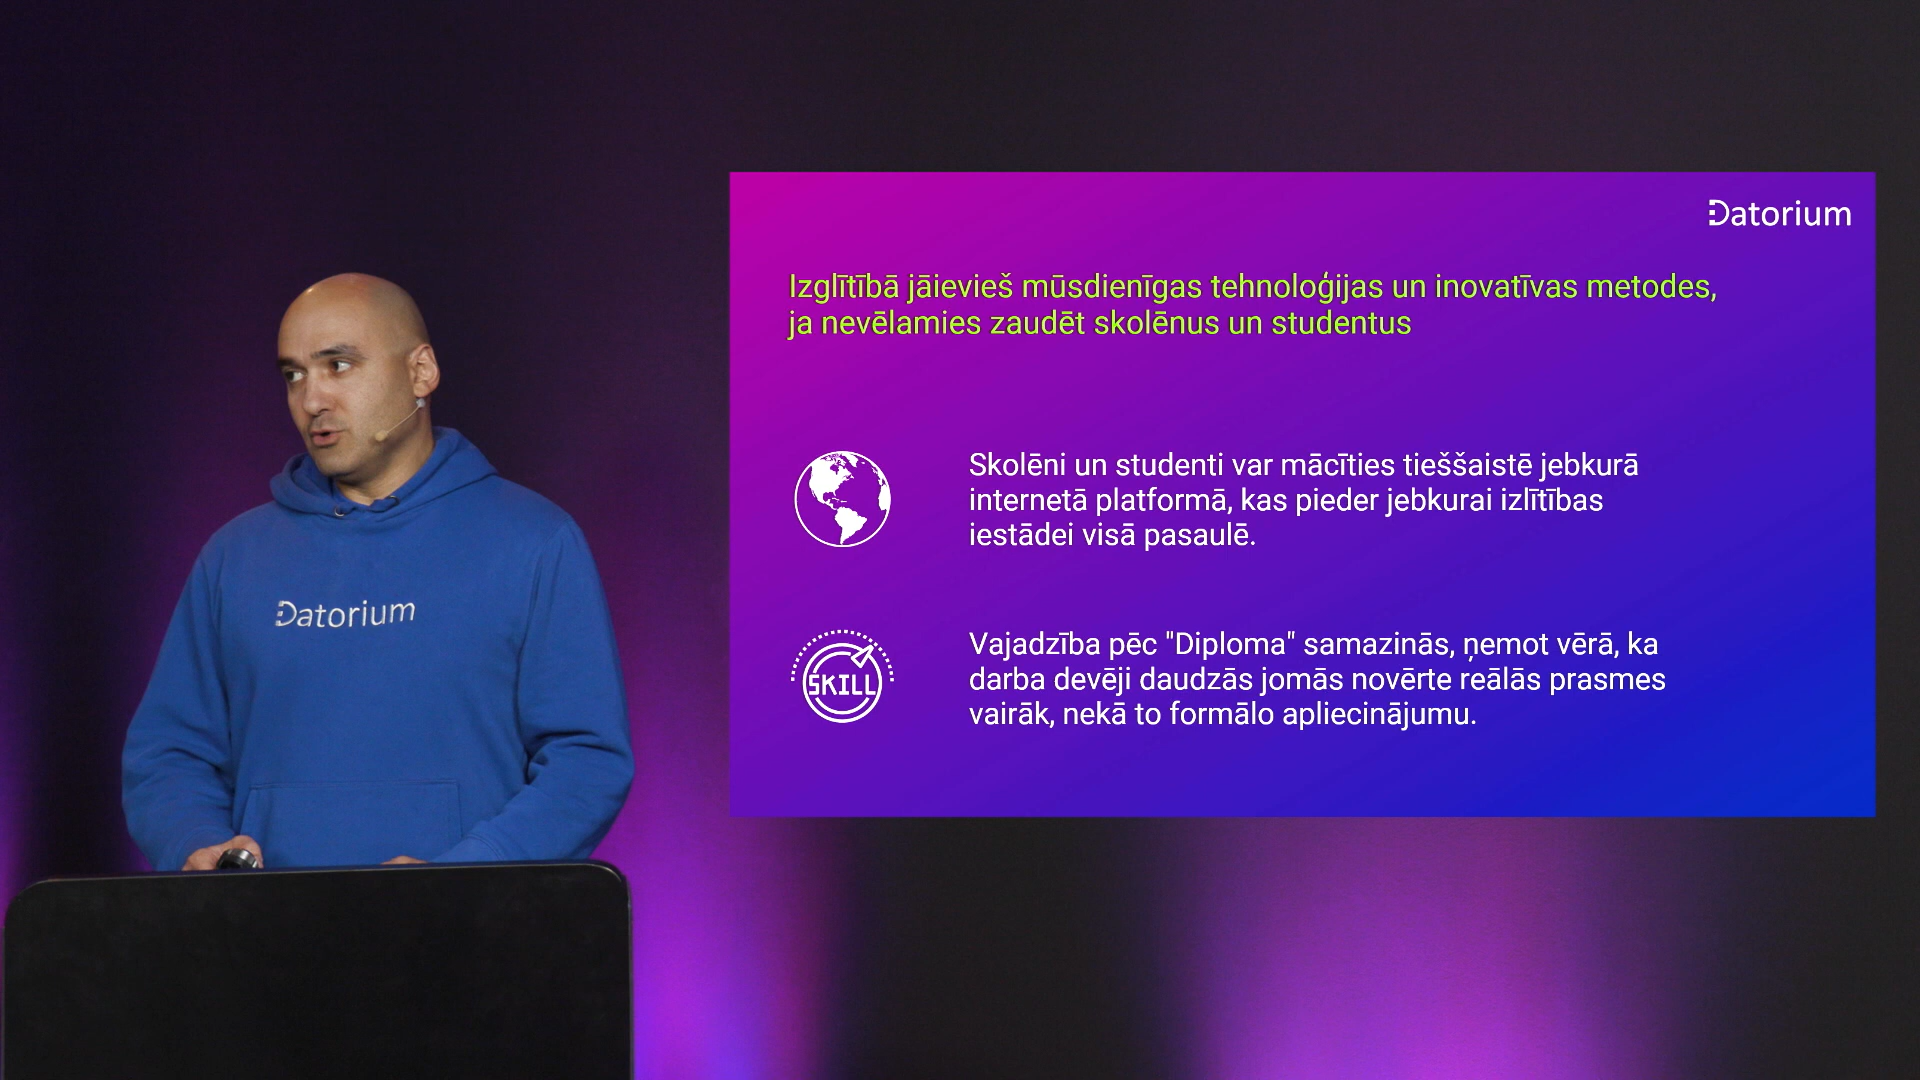 Datorium
Izglītībā jāievieš mūsdienīgas tehnoloģijas un inovatīvas metodes,
ja nevēlamies zaudēt skolēnus un studentus
Skolēni un studenti var mācīties tieššaistē jebkurā
internetā platformā, kas pieder jebkurai izlītības
iestādei visā pasaulē.
SKILL
Vajadzība pēc "Diploma" samazinās, ņemot vērā, ka
darba devēji daudzās jomās novērte reālās prasmes
vairāk, nekā to formālo apliecinājumu.
Datorium